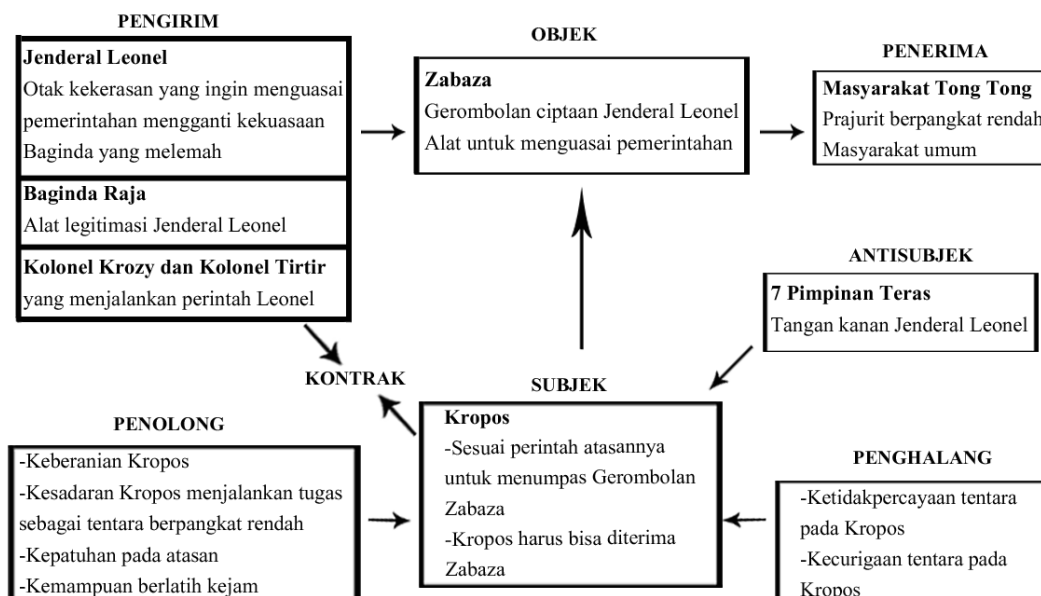 PENGIRIM
Jenderal Leonel
Otak kekerasan yang ingin menguasai
pemerintahan mengganti kekuasaan
Baginda yang melemah
Baginda Raja
Alat legitimasi Jenderal Leonel
Kolonel Krozy dan Kolonel Tirtir
yang menjalankan perintah Leonel
OBJEK
Zabaza
Gerombolan ciptaan Jenderal Leonel
Alat untuk menguasai pemerintahan
PENERIMA
Masyarakat Tong Tong
Prajurit berpangkat rendah
Masyarakat umum
ANTISUBJEK
7 Pimpinan Teras
Tangan kanan Jenderal Leonel
KONTRAK
SUBJEK
Kropos
-Sesuai perintah atasannya
untuk menumpas Gerombolan
Zabaza
-Kropos harus bisa diterima
Zabaza
PENOLONG
-Keberanian Kropos
-Kesadaran Kropos menjalankan tugas
sebagai tentara berpangkat rendah
-Kepatuhan pada atasan
-Kemampuan berlatih kejam
PENGHALANG
-Ketidakpercayaan tentara
pada Kropos
-Kecurigaan tentara pada
Kropos